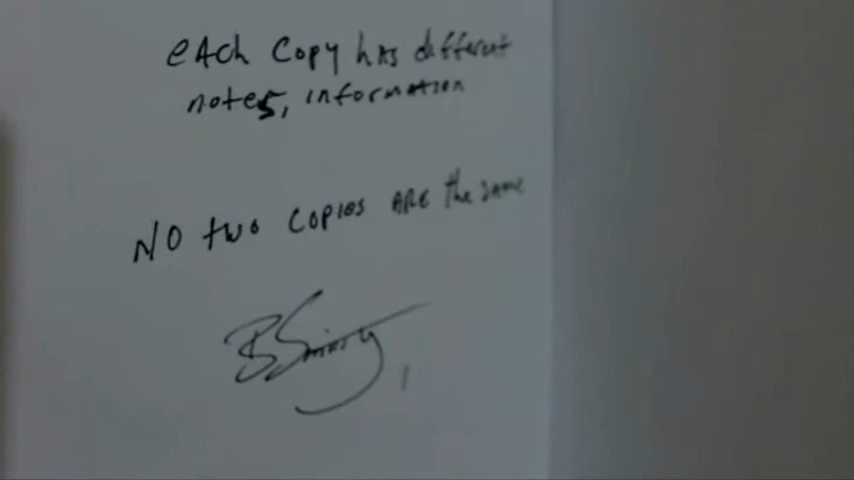 eACh Copy hAs different
notes, information
NO two COPIES ARE the same